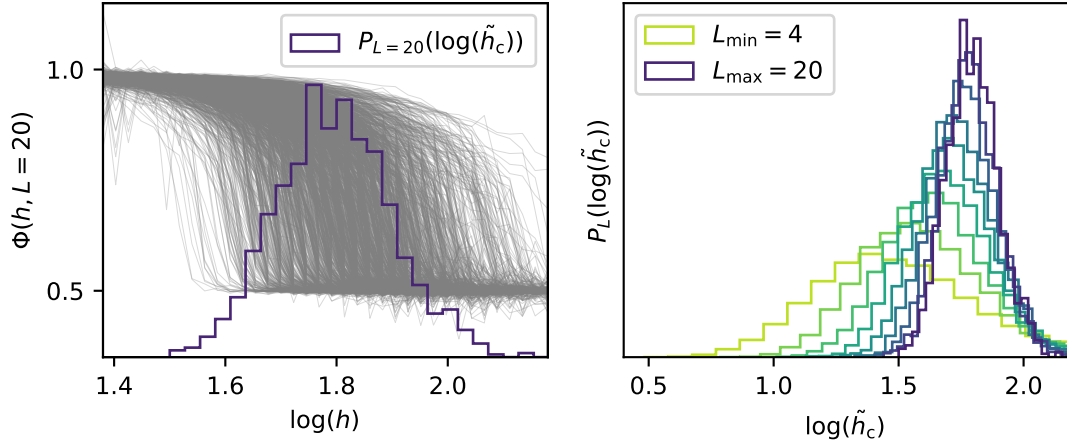 Φ(h, L = 20)
1.0
0.5
P_{L=20}(log(h̃_c))
1.4 1.6 1.8 2.0
log(h)
P_L(log(h̃_c))
L_min = 4
L_max = 20
0.5 1.0 1.5 2.0
log(h̃_c)